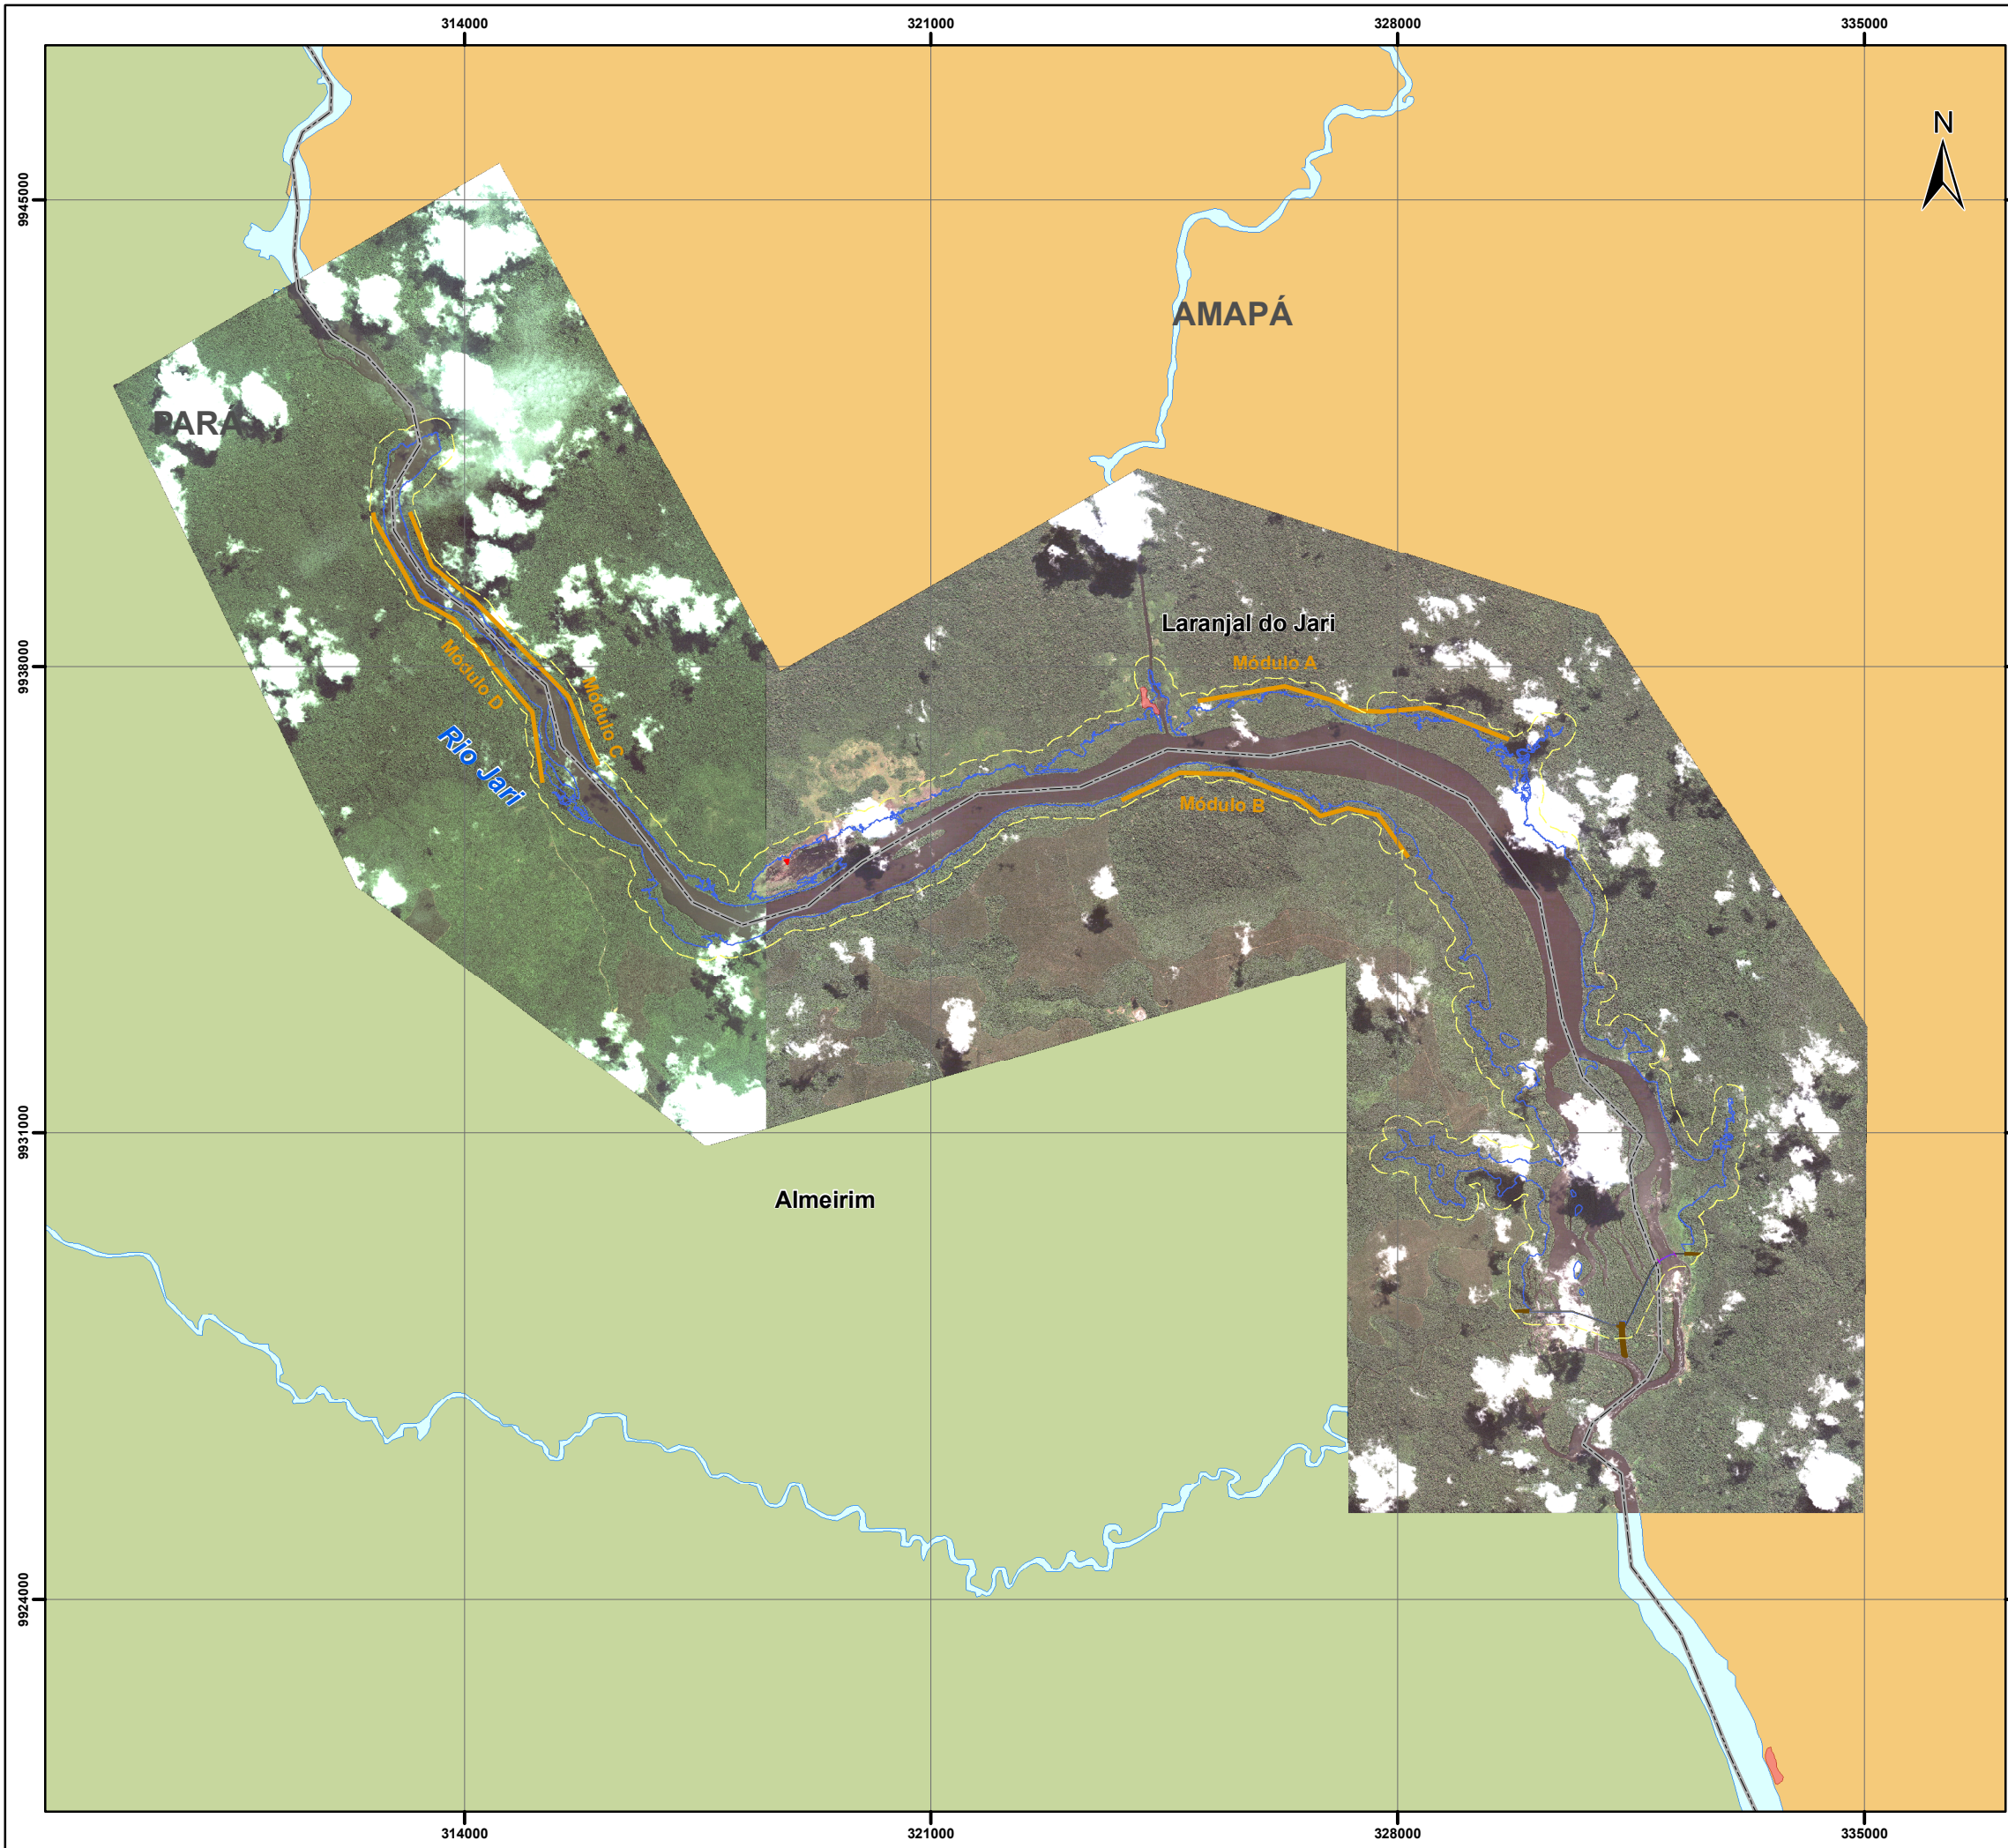 314000 321000 328000 335000
N
9945000
AMAPÁ
PARÁ
Laranjal do Jari
Módulo A
9938000
Módulo D
Módulo C
Rio Jari
Módulo B
9931000
Almeirim
9924000
314000 321000 328000 335000